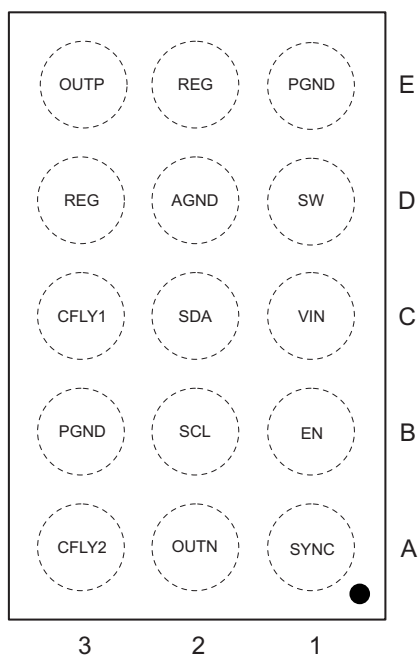 OUTP REG PGND E
REG AGND SW D
CFLY1 SDA VIN C
PGND SCL EN B
CFLY2 OUTN SYNC A
3 2 1